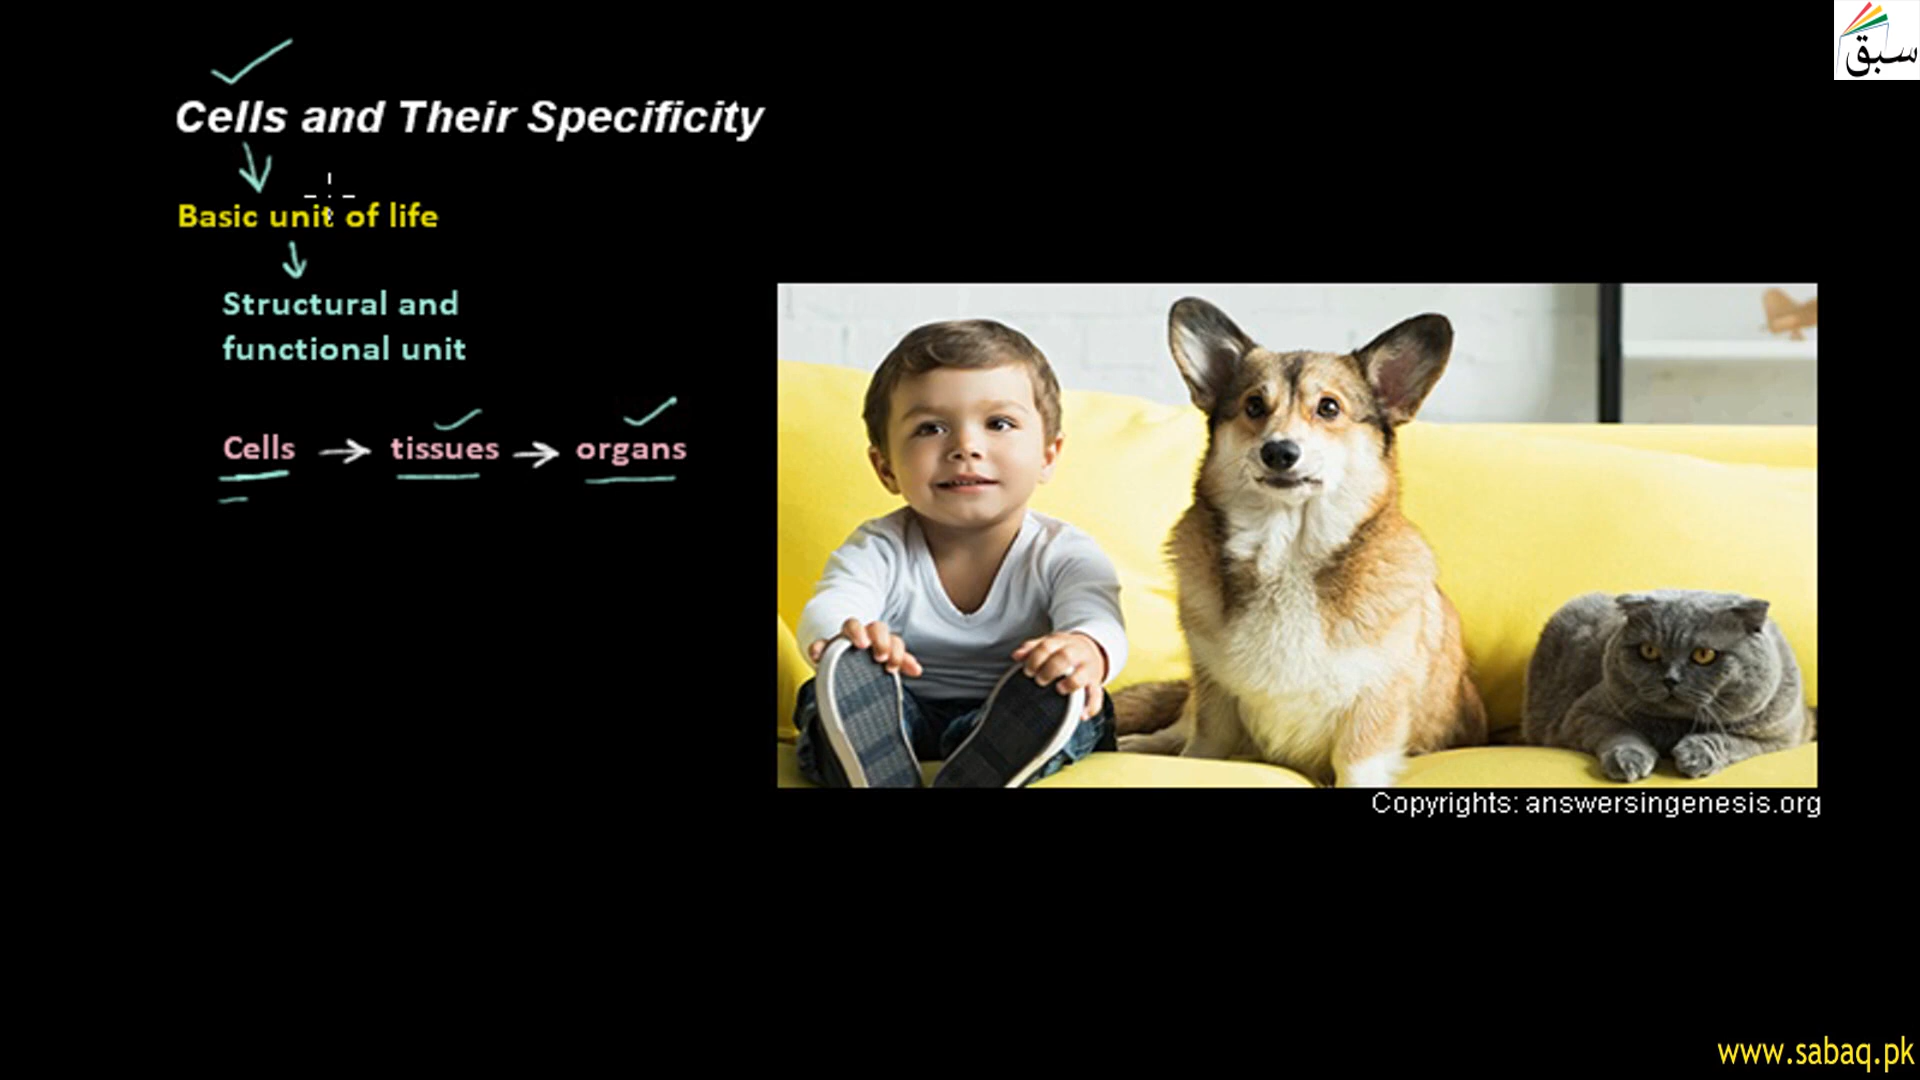 سبق
Cells and Their Specificity
Basic unit of life
Structural and
functional unit
Cells → tissues → organs
Copyrights: answersingenesis.org
www.sabaq.pk